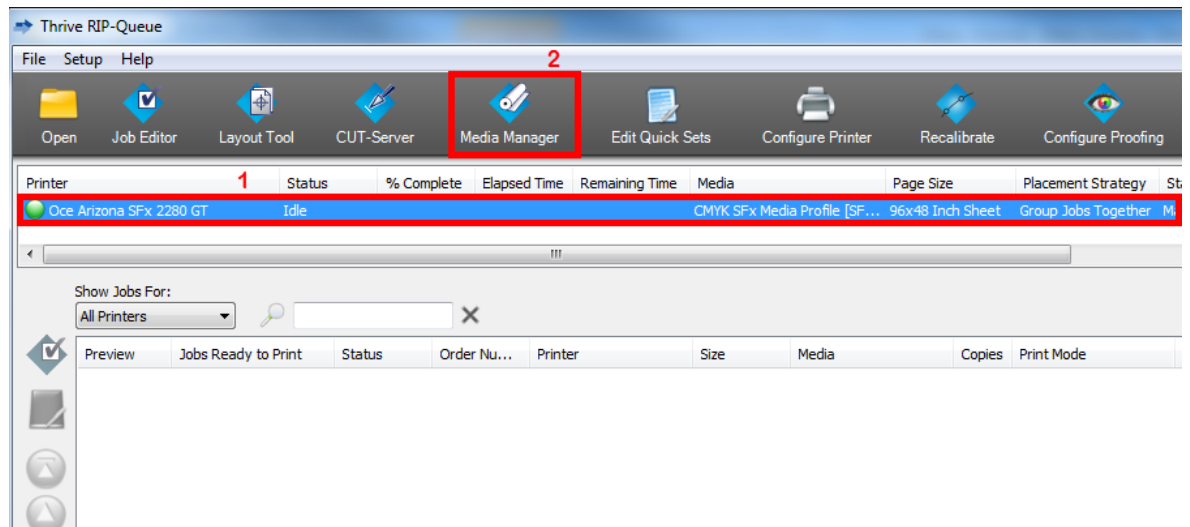 Thrive RIP-Queue
File Setup Help
2
Open Job Editor Layout Tool CUT-Server Media Manager Edit Quick Sets Configure Printer Recalibrate Configure Proofing
Printer 1 Status % Complete Elapsed Time Remaining Time Media Page Size Placement Strategy St
Oce Arizona SFx 2280 GT Idle CMYK SFx Media Profile [SF... 96x48 Inch Sheet Group Jobs Together M
Show Jobs For:
All Printers
Preview Jobs Ready to Print Status Order Nu... Printer Size Media Copies Print Mode